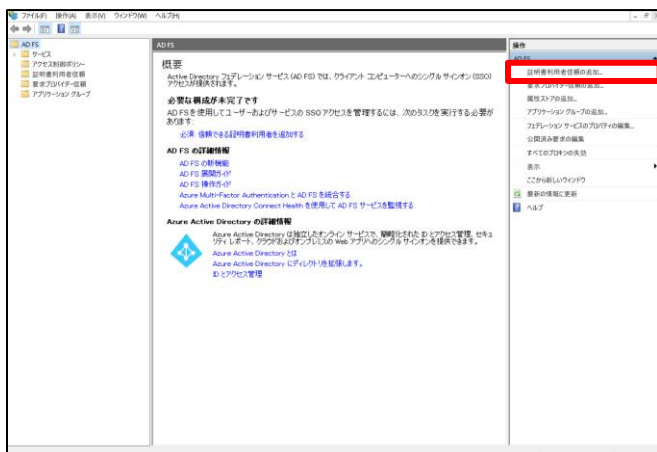 ファイル(F) 操作(A) 表示(V) ウィンドウ(W) ヘルプ(H)
AD FS
サービス
アクセス制御ポリシー
証明書利用者信頼
要求プロバイダー信頼
アプリケーション グループ
AD FS
概要
Active Directory フェデレーション サービス (AD FS) では、クライアント コンピューターへのシングル サインオン (SSO)
アクセスが提供されます。
必要な構成が未完了です
AD FS を使用してユーザーおよびサービスの SSO アクセスを管理するには、次のタスクを実行する必要が
あります:
必須: 信頼できる証明書利用者を追加する
AD FS の詳細情報
AD FS の新機能
AD FS 展開ガイド
AD FS 操作ガイド
Azure Multi-Factor Authentication と AD FS を統合する
Azure Active Directory Connect Health を使用して AD FS サービスを監視する
Azure Active Directory の詳細情報
Azure Active Directory は独立したオンライン サービスで、簡略化された ID とアクセス管理、セキュ
リティ レポート、クラウドおよびオンプレミスの Web アプリへのシングル サインオンを提供できます。
Azure Active Directory とは
Azure Active Directory にディレクトリを拡張します。
ID とアクセス管理
操作
AD FS
証明書利用者信頼の追加...
要求プロバイダー信頼の追加...
属性ストアの追加...
アプリケーション グループの追加...
フェデレーション サービスのプロパティの編集...
公開済み要求の編集
すべてのプロキシの失効
表示
ここから新しいウィンドウ
最新の情報に更新
ヘルプ